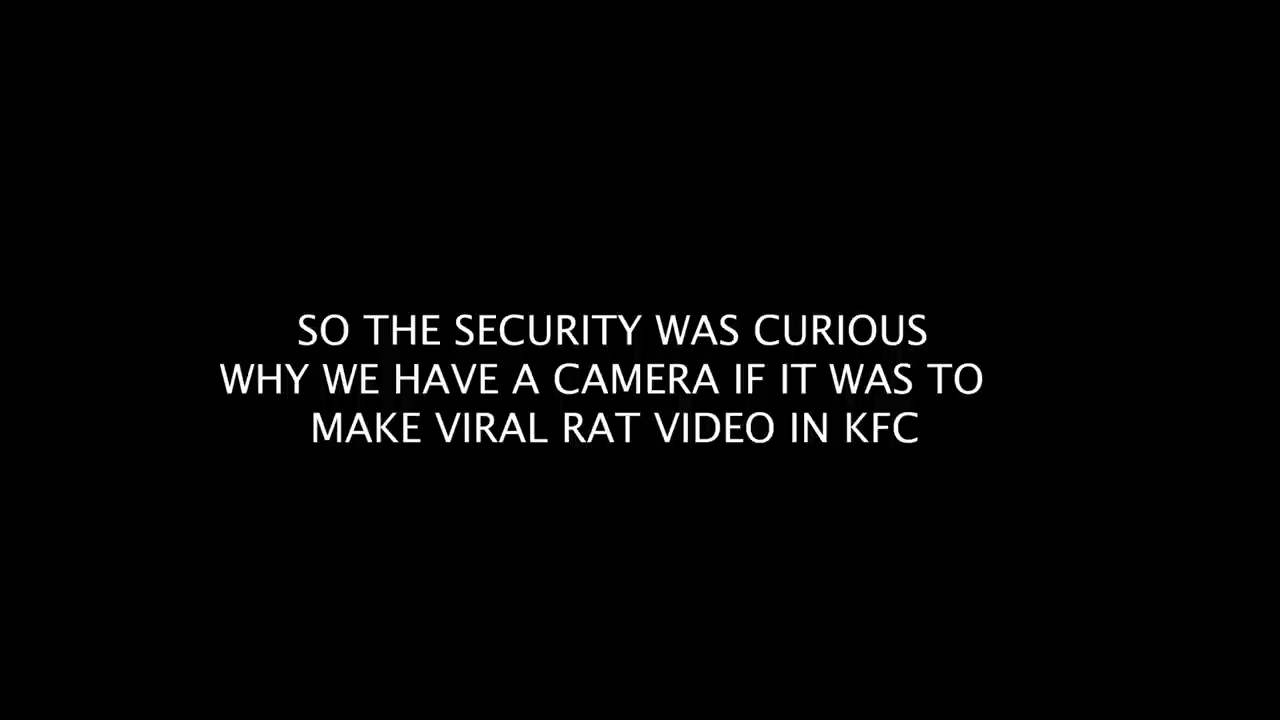 SO THE SECURITY WAS CURIOUS
WHY WE HAVE A CAMERA IF IT WAS TO
MAKE VIRAL RAT VIDEO IN KFC